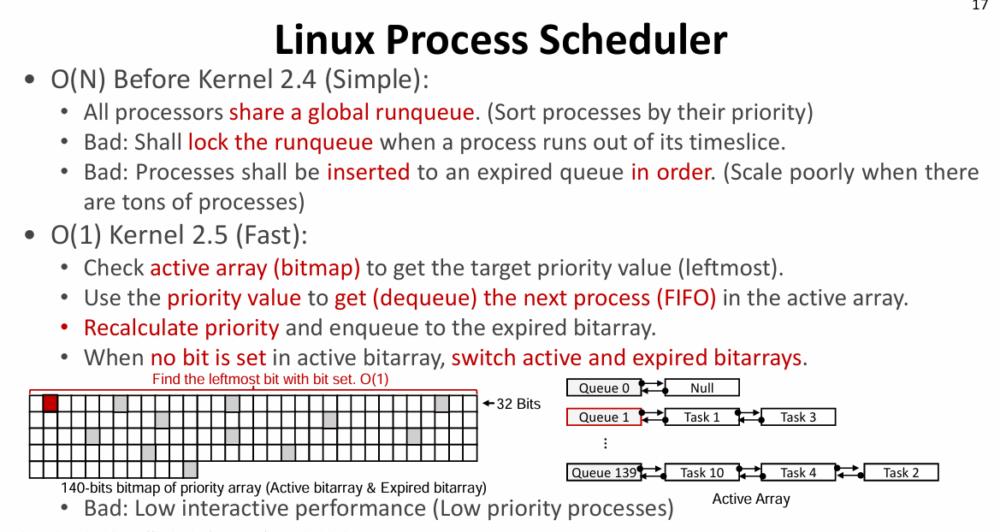 17
Linux Process Scheduler
• O(N) Before Kernel 2.4 (Simple):
• All processors share a global runqueue. (Sort processes by their priority)
• Bad: Shall lock the runqueue when a process runs out of its timeslice.
• Bad: Processes shall be inserted to an expired queue in order. (Scale poorly when there
are tons of processes)
• O(1) Kernel 2.5 (Fast):
• Check active array (bitmap) to get the target priority value (leftmost).
• Use the priority value to get (dequeue) the next process (FIFO) in the active array.
• Recalculate priority and enqueue to the expired bitarray.
• When no bit is set in active bitarray, switch active and expired bitarrays.
Find the leftmost bit with bit set. O(1)
32 Bits
140-bits bitmap of priority array (Active bitarray & Expired bitarray)
Queue 0 Null
Queue 1 Task 1 Task 3
⋮
Queue 139 Task 10 Task 4 Task 2
Active Array
• Bad: Low interactive performance (Low priority processes)